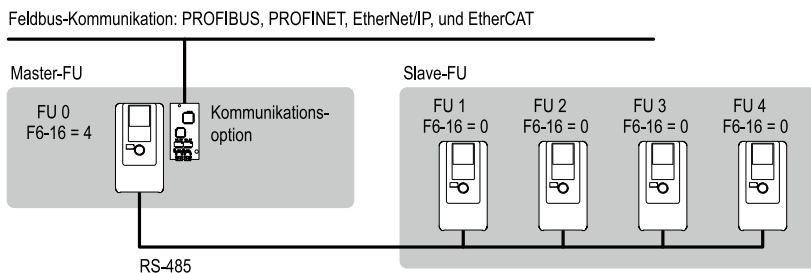 Feldbus-Kommunikation: PROFIBUS, PROFINET, EtherNet/IP, und EtherCAT
Master-FU
FU 0
F6-16 = 4
Kommunikations-
option
Slave-FU
FU 1
F6-16 = 0
FU 2
F6-16 = 0
FU 3
F6-16 = 0
FU 4
F6-16 = 0
RS-485